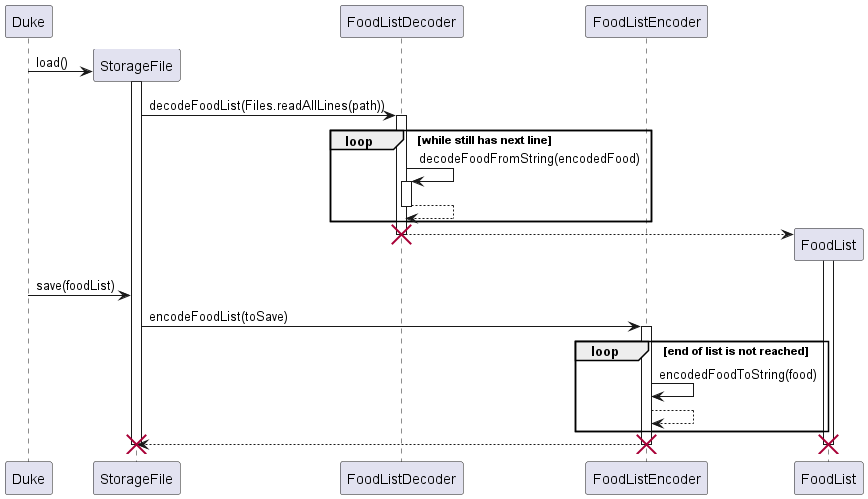 Duke
FoodListDecoder
FoodListEncoder
load()
StorageFile
decodeFoodList(Files.readAllLines(path))
loop
[while still has next line]
decodeFoodFromString(encodedFood)
FoodList
save(foodList)
encodeFoodList(toSave)
loop
[end of list is not reached]
encodedFoodToString(food)
Duke
StorageFile
FoodListDecoder
FoodListEncoder
FoodList